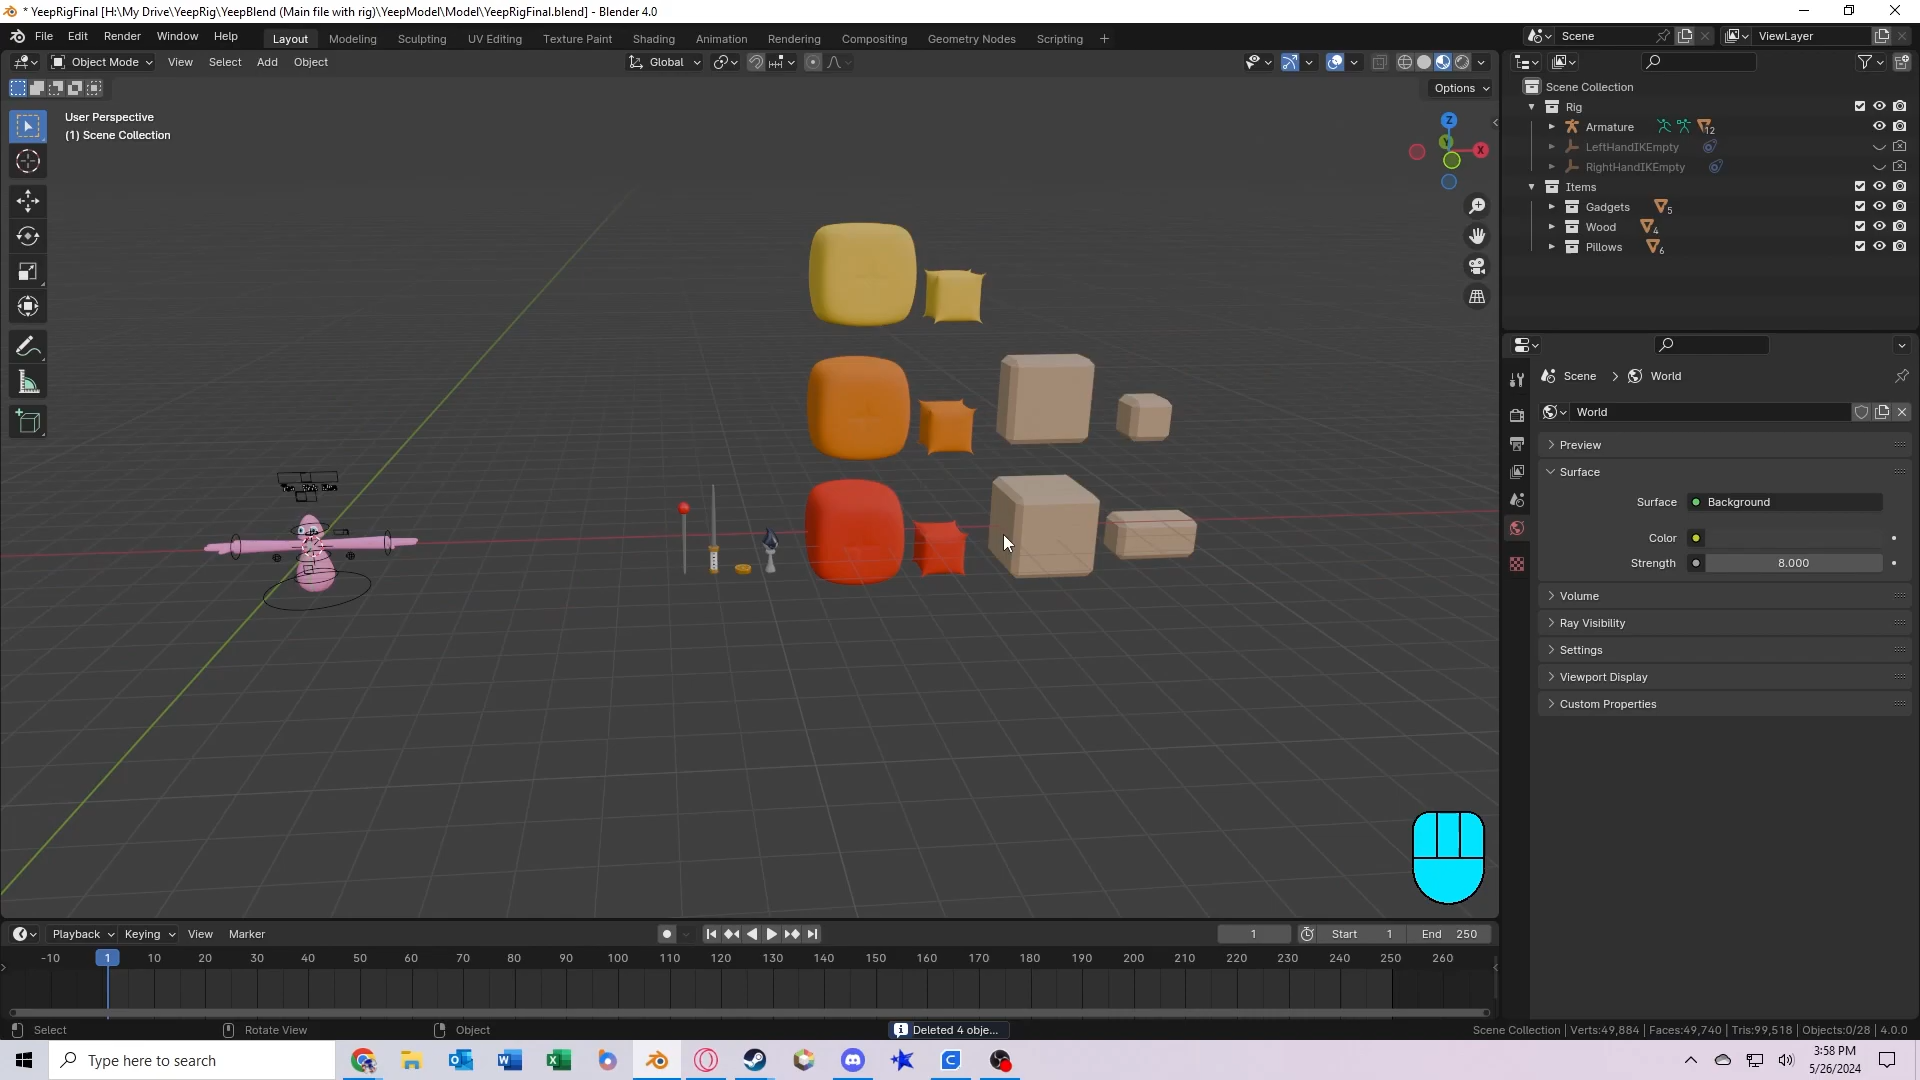 * YeepRigFinal [H:\My Drive\YeepRig\YeepBlend (Main file with rig)\YeepModel\Model\YeepRigFinal.blend] - Blender 4.0
File Edit Render Window Help Layout Modeling Sculpting UV Editing Texture Paint Shading Animation Rendering Compositing Geometry Nodes Scripting + Scene ViewLayer
Object Mode View Select Add Object Global
Options
User Perspective
(1) Scene Collection
Z
Y
X
Scene Collection
Rig
Armature 12
LeftHandIKEmpty
RightHandIKEmpty
Items
Gadgets 5
Wood 4
Pillows 6
Scene > World
World
Preview
Surface
Surface Background
Color
Strength 8.000
Volume
Ray Visibility
Settings
Viewport Display
Custom Properties
Playback Keying View Marker 1 Start 1 End 250
-10 1 10 20 30 40 50 60 70 80 90 100 110 120 130 140 150 160 170 180 190 200 210 220 230 240 250 260
Select Rotate View Object Deleted 4 obje... Scene Collection | Verts:49,884 | Faces:49,740 | Tris:99,518 | Objects:0/28 | 4.0.0
Type here to search
3:58 PM
5/26/2024